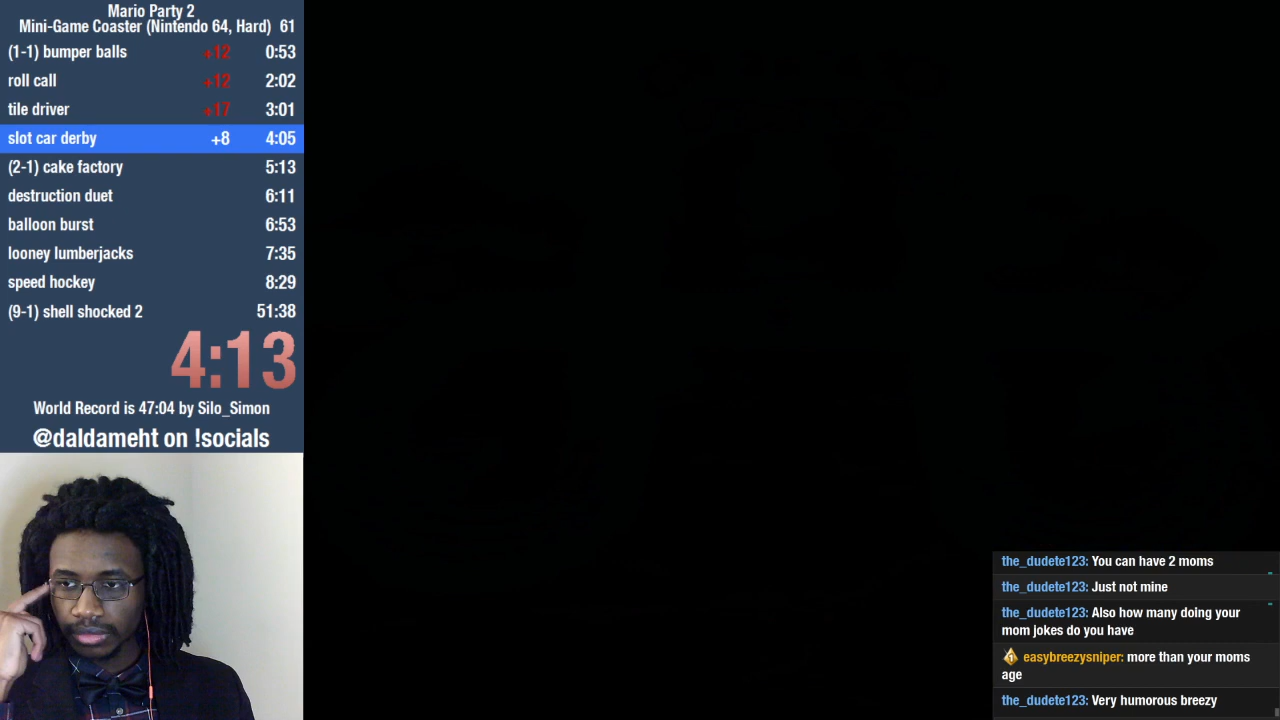 Mario Party 2
Mini-Game Coaster (Nintendo 64, Hard) 61
(1-1) bumper balls +12 0:53
roll call +12 2:02
tile driver +17 3:01
slot car derby +8 4:05
(2-1) cake factory 5:13
destruction duet 6:11
balloon burst 6:53
looney lumberjacks 7:35
speed hockey 8:29
(9-1) shell shocked 2 51:38
4:13
World Record is 47:04 by Silo_Simon
@daldameht on !socials
the_dudete123: You can have 2 moms
the_dudete123: Just not mine
the_dudete123: Also how many doing your
mom jokes do you have
1 easybreezysniper: more than your moms
age
the_dudete123: Very humorous breezy